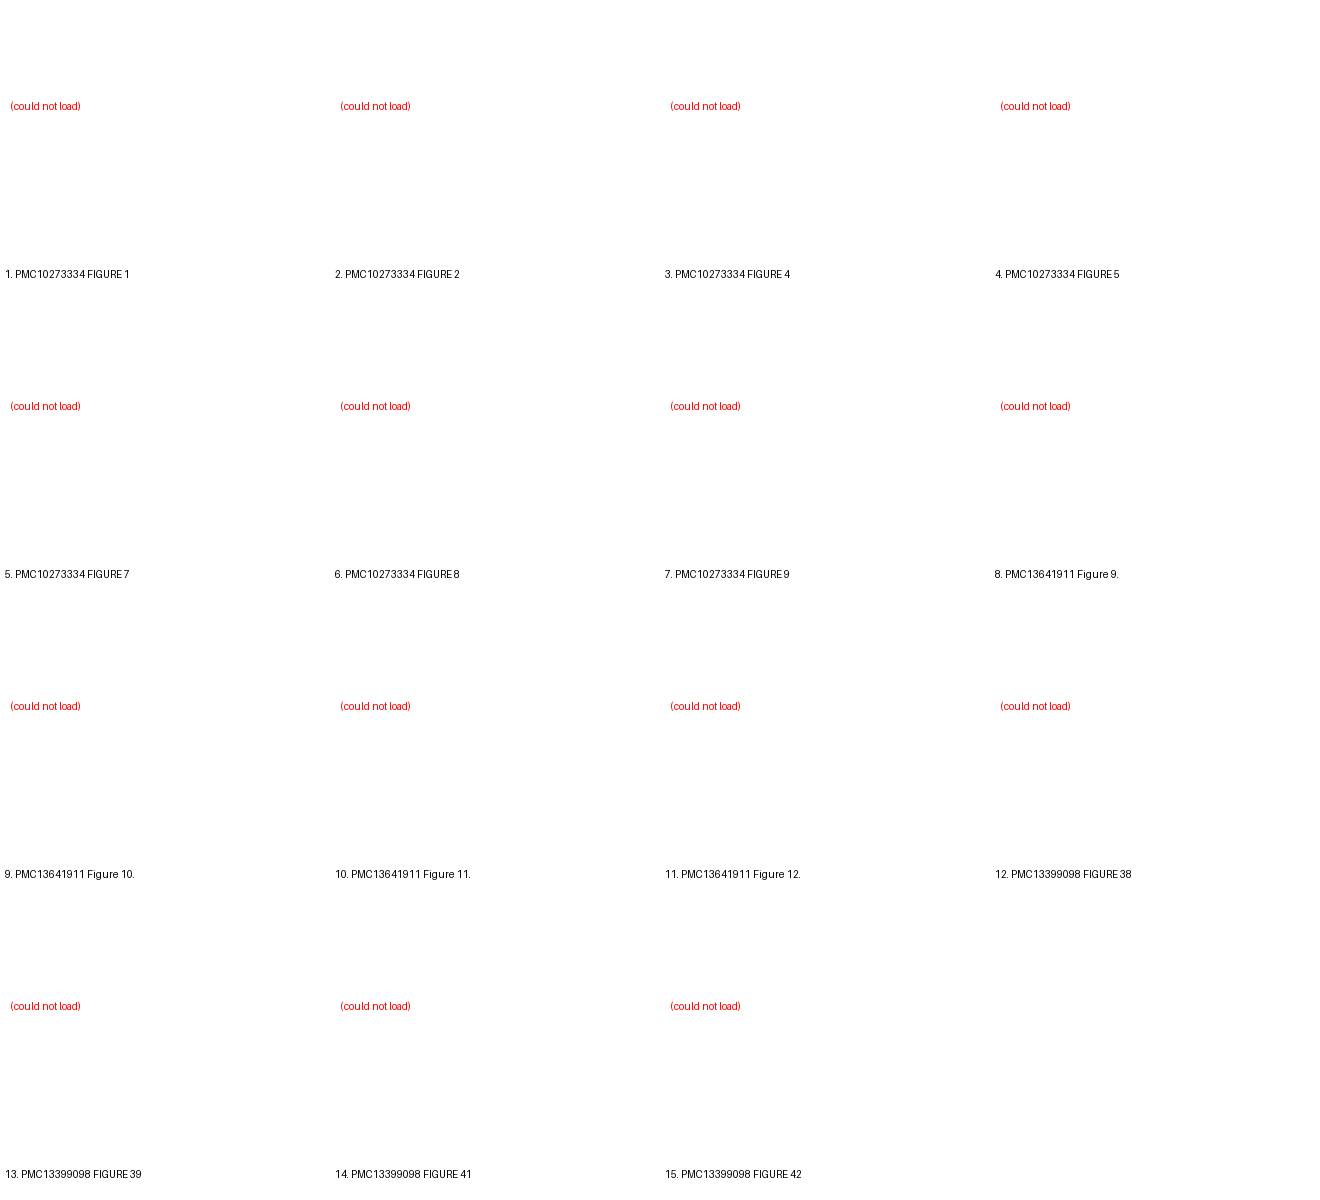 (could not load) (could not load) (could not load) (could not load)
1. PMC10273334 FIGURE 1 2. PMC10273334 FIGURE 2 3. PMC10273334 FIGURE 4 4. PMC10273334 FIGURE 5
(could not load) (could not load) (could not load) (could not load)
5. PMC10273334 FIGURE 7 6. PMC10273334 FIGURE 8 7. PMC10273334 FIGURE 9 8. PMC13641911 Figure 9.
(could not load) (could not load) (could not load) (could not load)
9. PMC13641911 Figure 10. 10. PMC13641911 Figure 11. 11. PMC13641911 Figure 12. 12. PMC13399098 FIGURE 38
(could not load) (could not load) (could not load)
13. PMC13399098 FIGURE 39 14. PMC13399098 FIGURE 41 15. PMC13399098 FIGURE 42